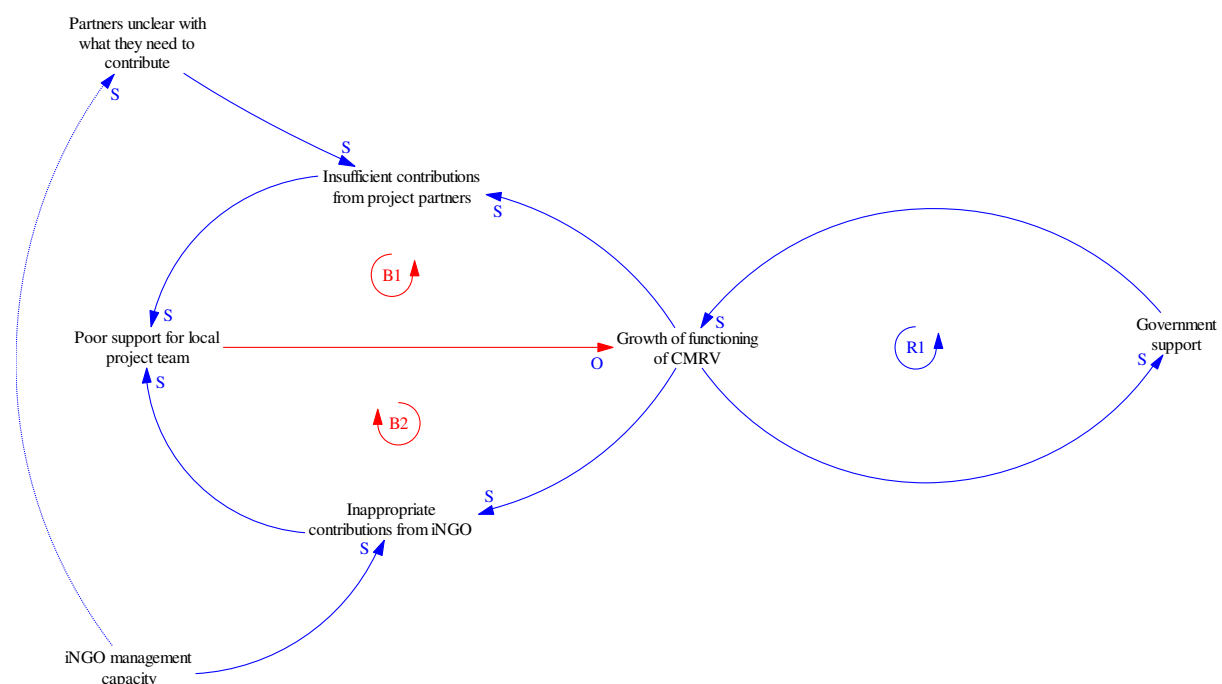 Partners unclear with
what they need to
contribute
S
S
Insufficient contributions
from project partners
S
B1
S
Poor support for local
project team
S
O
S
Growth of functioning
of CMRV
R1
Government
support
S
B2
S
Inappropriate
contributions from iNGO
S
iNGO management
capacity